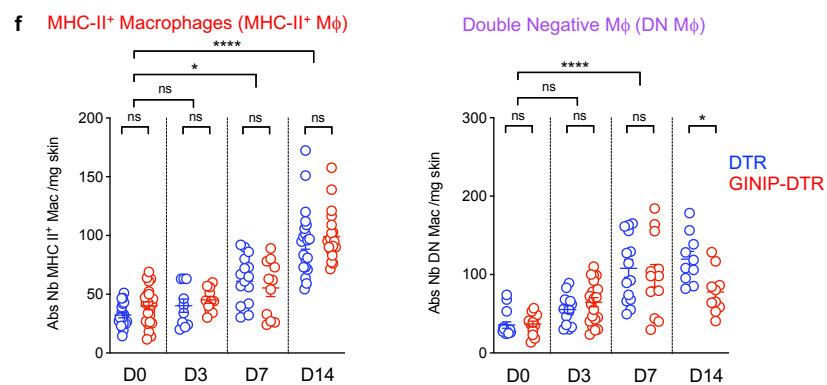 f
MHC-II⁺ Macrophages (MHC-II⁺ Mϕ)
****
*
ns
ns
ns
ns
ns
Abs Nb MHC II⁺ Mac /mg skin
200
150
100
50
0
D0 D3 D7 D14
Double Negative Mϕ (DN Mϕ)
****
ns
ns
ns
ns
*
Abs Nb DN Mac /mg skin
300
200
100
0
D0 D3 D7 D14
DTR
GINIP-DTR